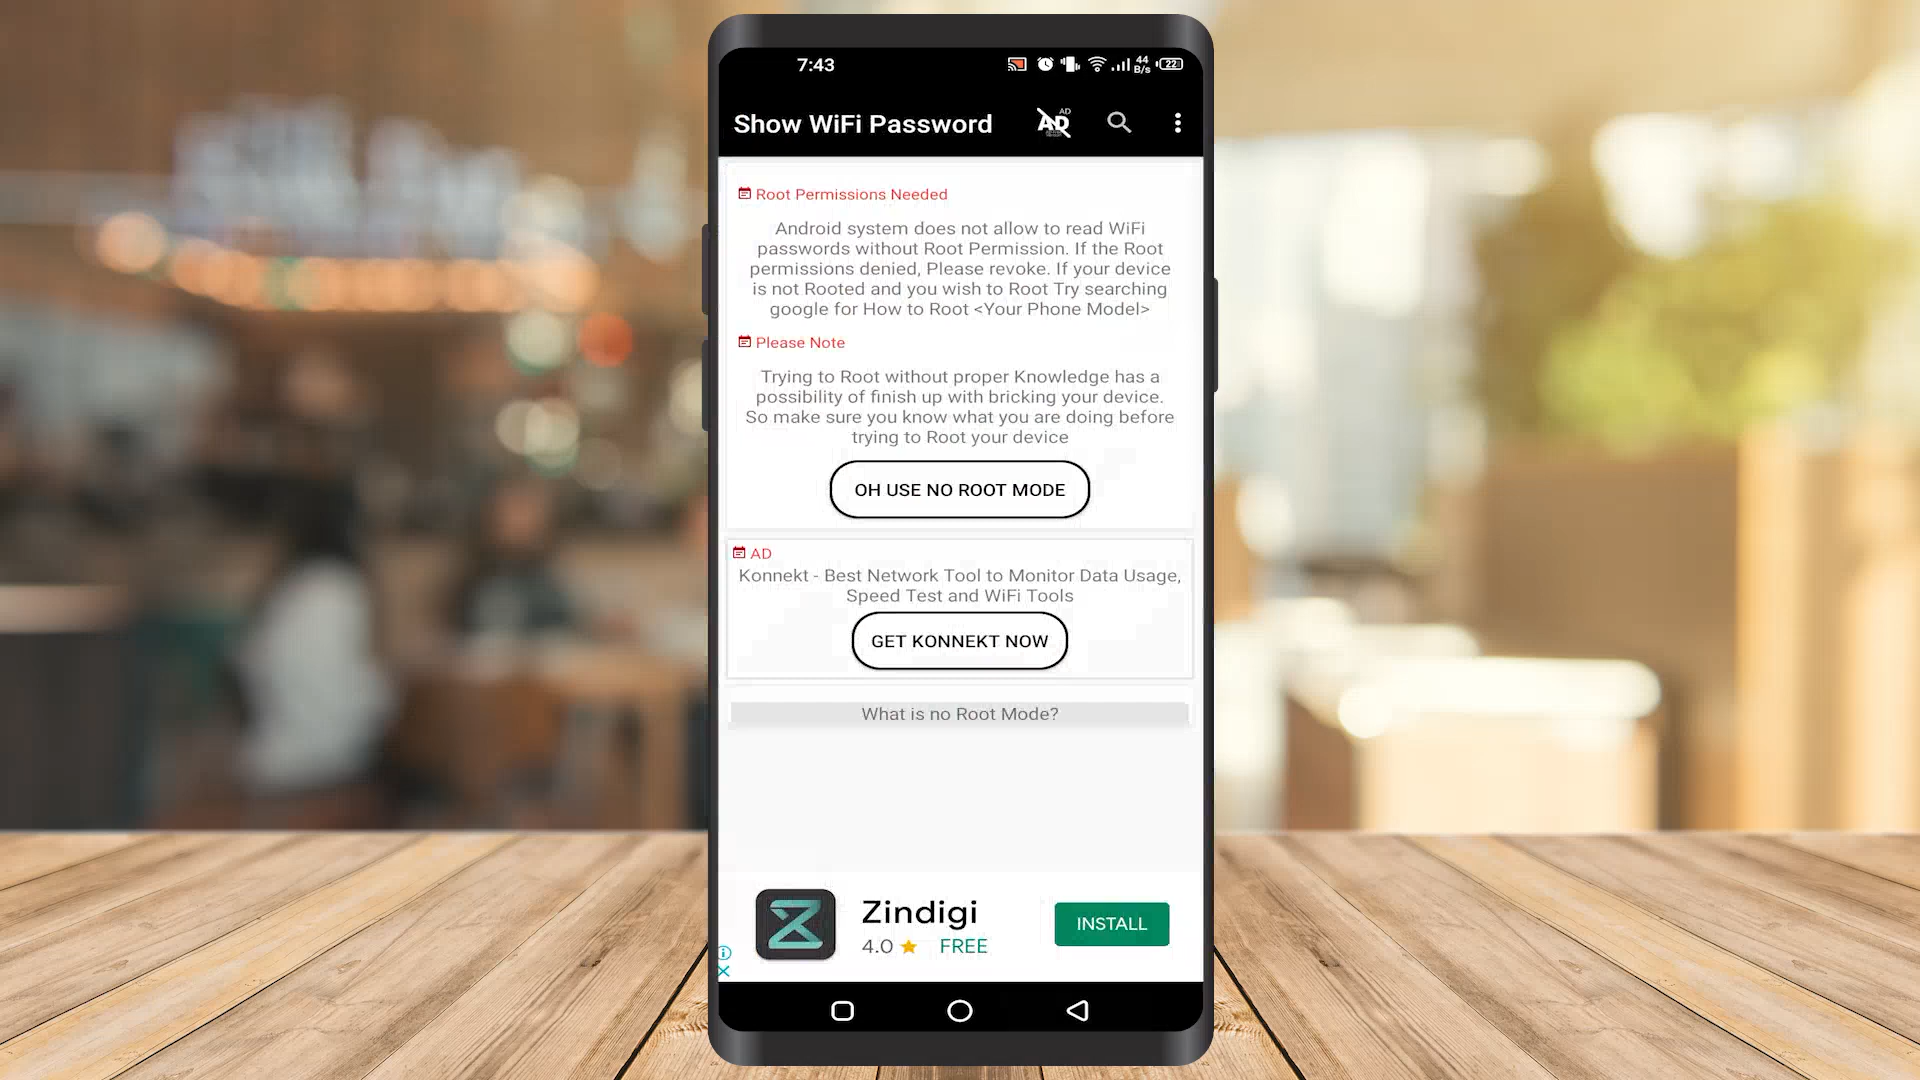 7:43
44
B/s
22
Show WiFi Password
AD
AD
Root Permissions Needed
Android system does not allow to read WiFi
passwords without Root Permission. If the Root
permissions denied, Please revoke. If your device
is not Rooted and you wish to Root Try searching
google for How to Root <Your Phone Model>
Please Note
Trying to Root without proper Knowledge has a
possibility of finish up with bricking your device.
So make sure you know what you are doing before
trying to Root your device
OH USE NO ROOT MODE
AD
Konnekt - Best Network Tool to Monitor Data Usage,
Speed Test and WiFi Tools
GET KONNEKT NOW
What is no Root Mode?
Zindigi
4.0 ★ FREE
INSTALL